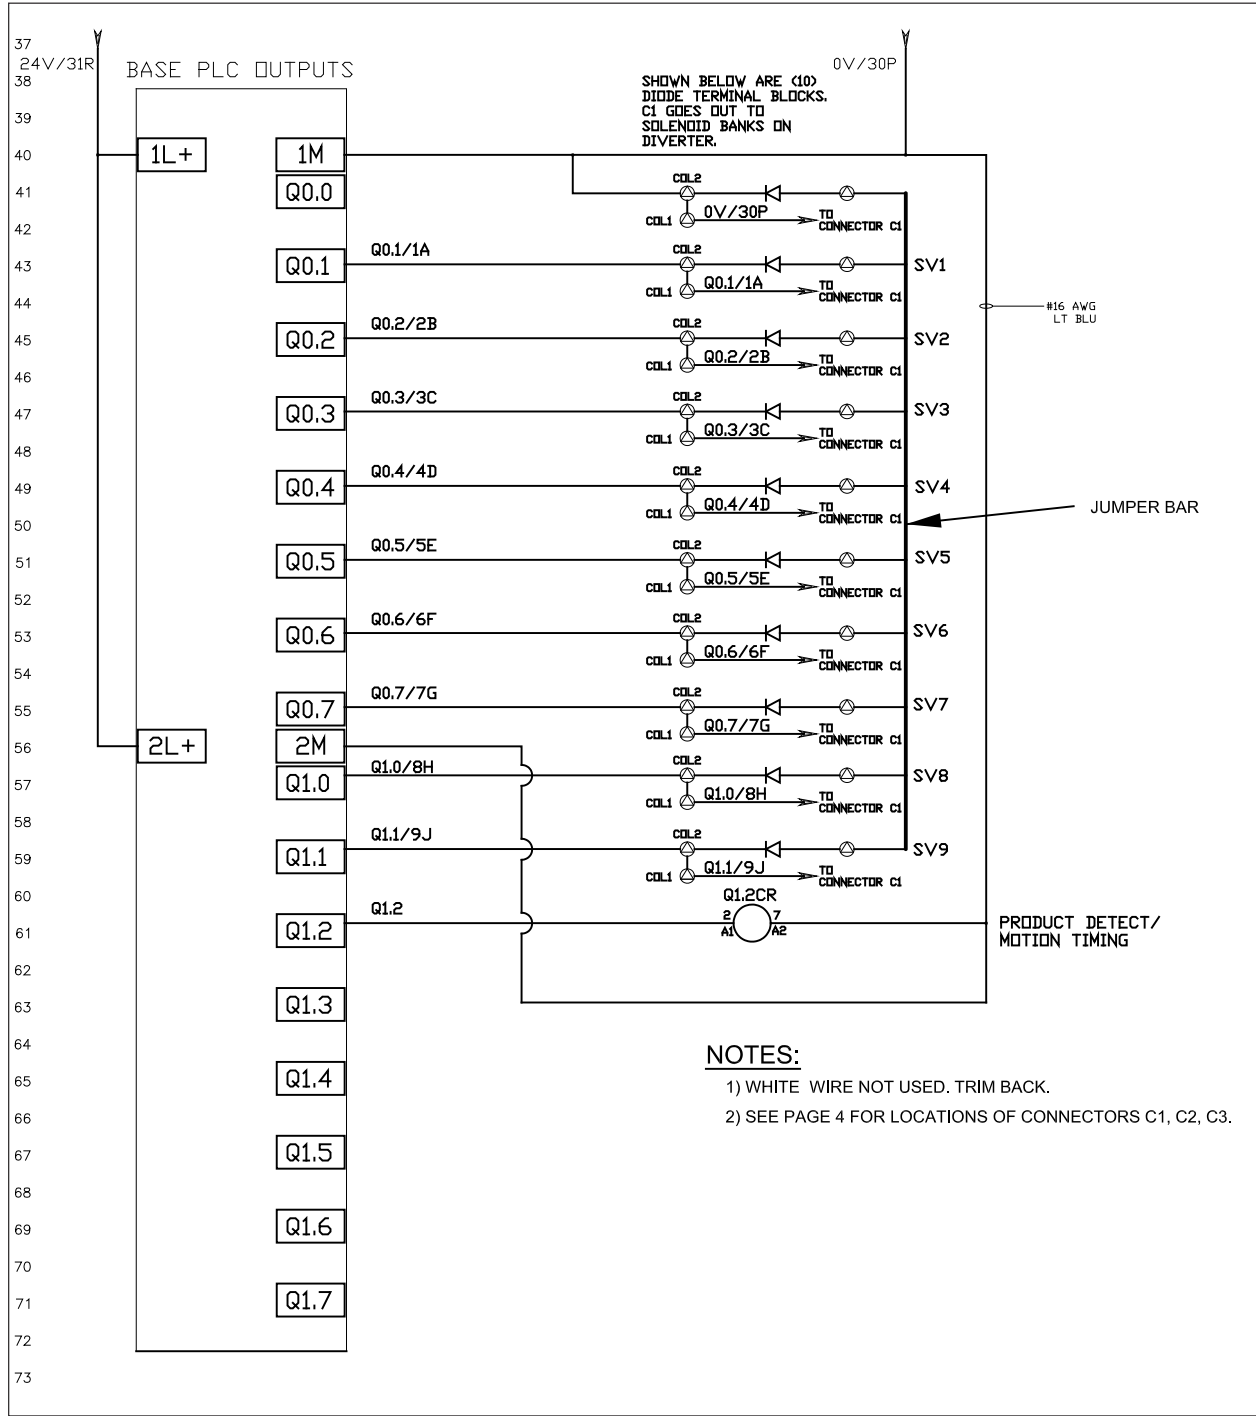 37
24V/31R
0V/30P
BASE PLC OUTPUTS
38
SHOWN BELOW ARE (10)
DIODE TERMINAL BLOCKS.
C1 GOES OUT TO
SOLENOID BANKS ON
DIVERTER.
39
40
1L+
1M
41
Q0.0
COL2
42
COL1
0V/30P
TO
CONNECTOR C1
43
Q0.1
Q0.1/1A
COL2
SV1
COL1
Q0.1/1A
TO
CONNECTOR C1
44
#16 AWG
LT BLU
45
Q0.2
Q0.2/2B
COL2
SV2
46
COL1
Q0.2/2B
TO
CONNECTOR C1
47
Q0.3
Q0.3/3C
COL2
SV3
48
COL1
Q0.3/3C
TO
CONNECTOR C1
49
Q0.4
Q0.4/4D
COL2
SV4
50
COL1
Q0.4/4D
TO
CONNECTOR C1
JUMPER BAR
51
Q0.5
Q0.5/5E
COL2
SV5
52
COL1
Q0.5/5E
TO
CONNECTOR C1
53
Q0.6
Q0.6/6F
COL2
SV6
54
COL1
Q0.6/6F
TO
CONNECTOR C1
55
Q0.7
Q0.7/7G
COL2
SV7
56
2L+
2M
COL1
Q0.7/7G
TO
CONNECTOR C1
57
Q1.0
Q1.0/8H
COL2
SV8
58
COL1
Q1.0/8H
TO
CONNECTOR C1
59
Q1.1
Q1.1/9J
COL2
SV9
60
COL1
Q1.1/9J
TO
CONNECTOR C1
61
Q1.2
Q1.2
Q1.2CR
2
7
A1
A2
PRODUCT DETECT/
MOTION TIMING
62
63
Q1.3
64
NOTES:
65
Q1.4
1) WHITE WIRE NOT USED. TRIM BACK.
66
2) SEE PAGE 4 FOR LOCATIONS OF CONNECTORS C1, C2, C3.
67
Q1.5
68
69
Q1.6
70
71
Q1.7
72
73